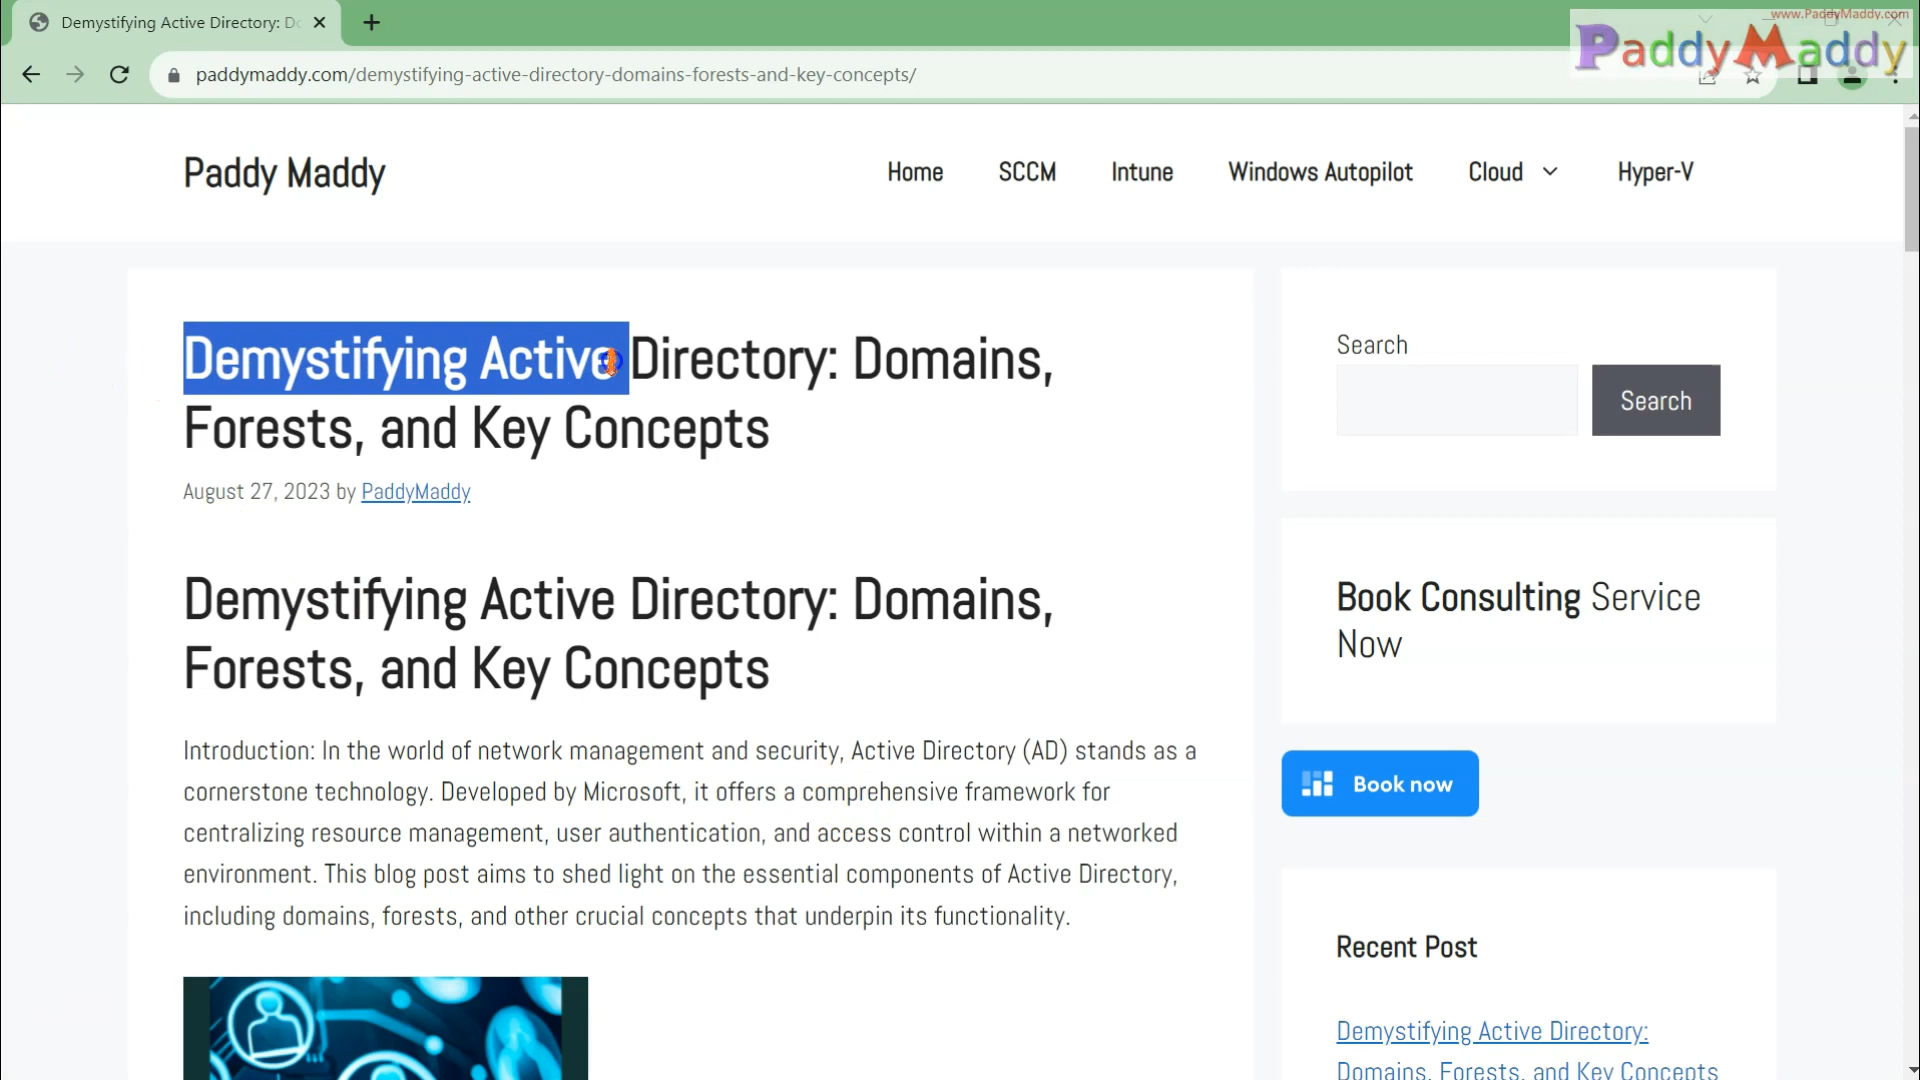 Demystifying Active Directory: Do
www.PaddyMaddy.com
PaddyMaddy
paddymaddy.com/demystifying-active-directory-domains-forests-and-key-concepts/
Paddy Maddy
Home SCCM Intune Windows Autopilot Cloud Hyper-V
Demystifying Active Directory: Domains,
Forests, and Key Concepts
August 27, 2023 by PaddyMaddy
Demystifying Active Directory: Domains,
Forests, and Key Concepts
Introduction: In the world of network management and security, Active Directory (AD) stands as a
cornerstone technology. Developed by Microsoft, it offers a comprehensive framework for
centralizing resource management, user authentication, and access control within a networked
environment. This blog post aims to shed light on the essential components of Active Directory,
including domains, forests, and other crucial concepts that underpin its functionality.
Search
Search
Book Consulting Service
Now
Book now
Recent Post
Demystifying Active Directory:
Domains, Forests, and Key Concepts